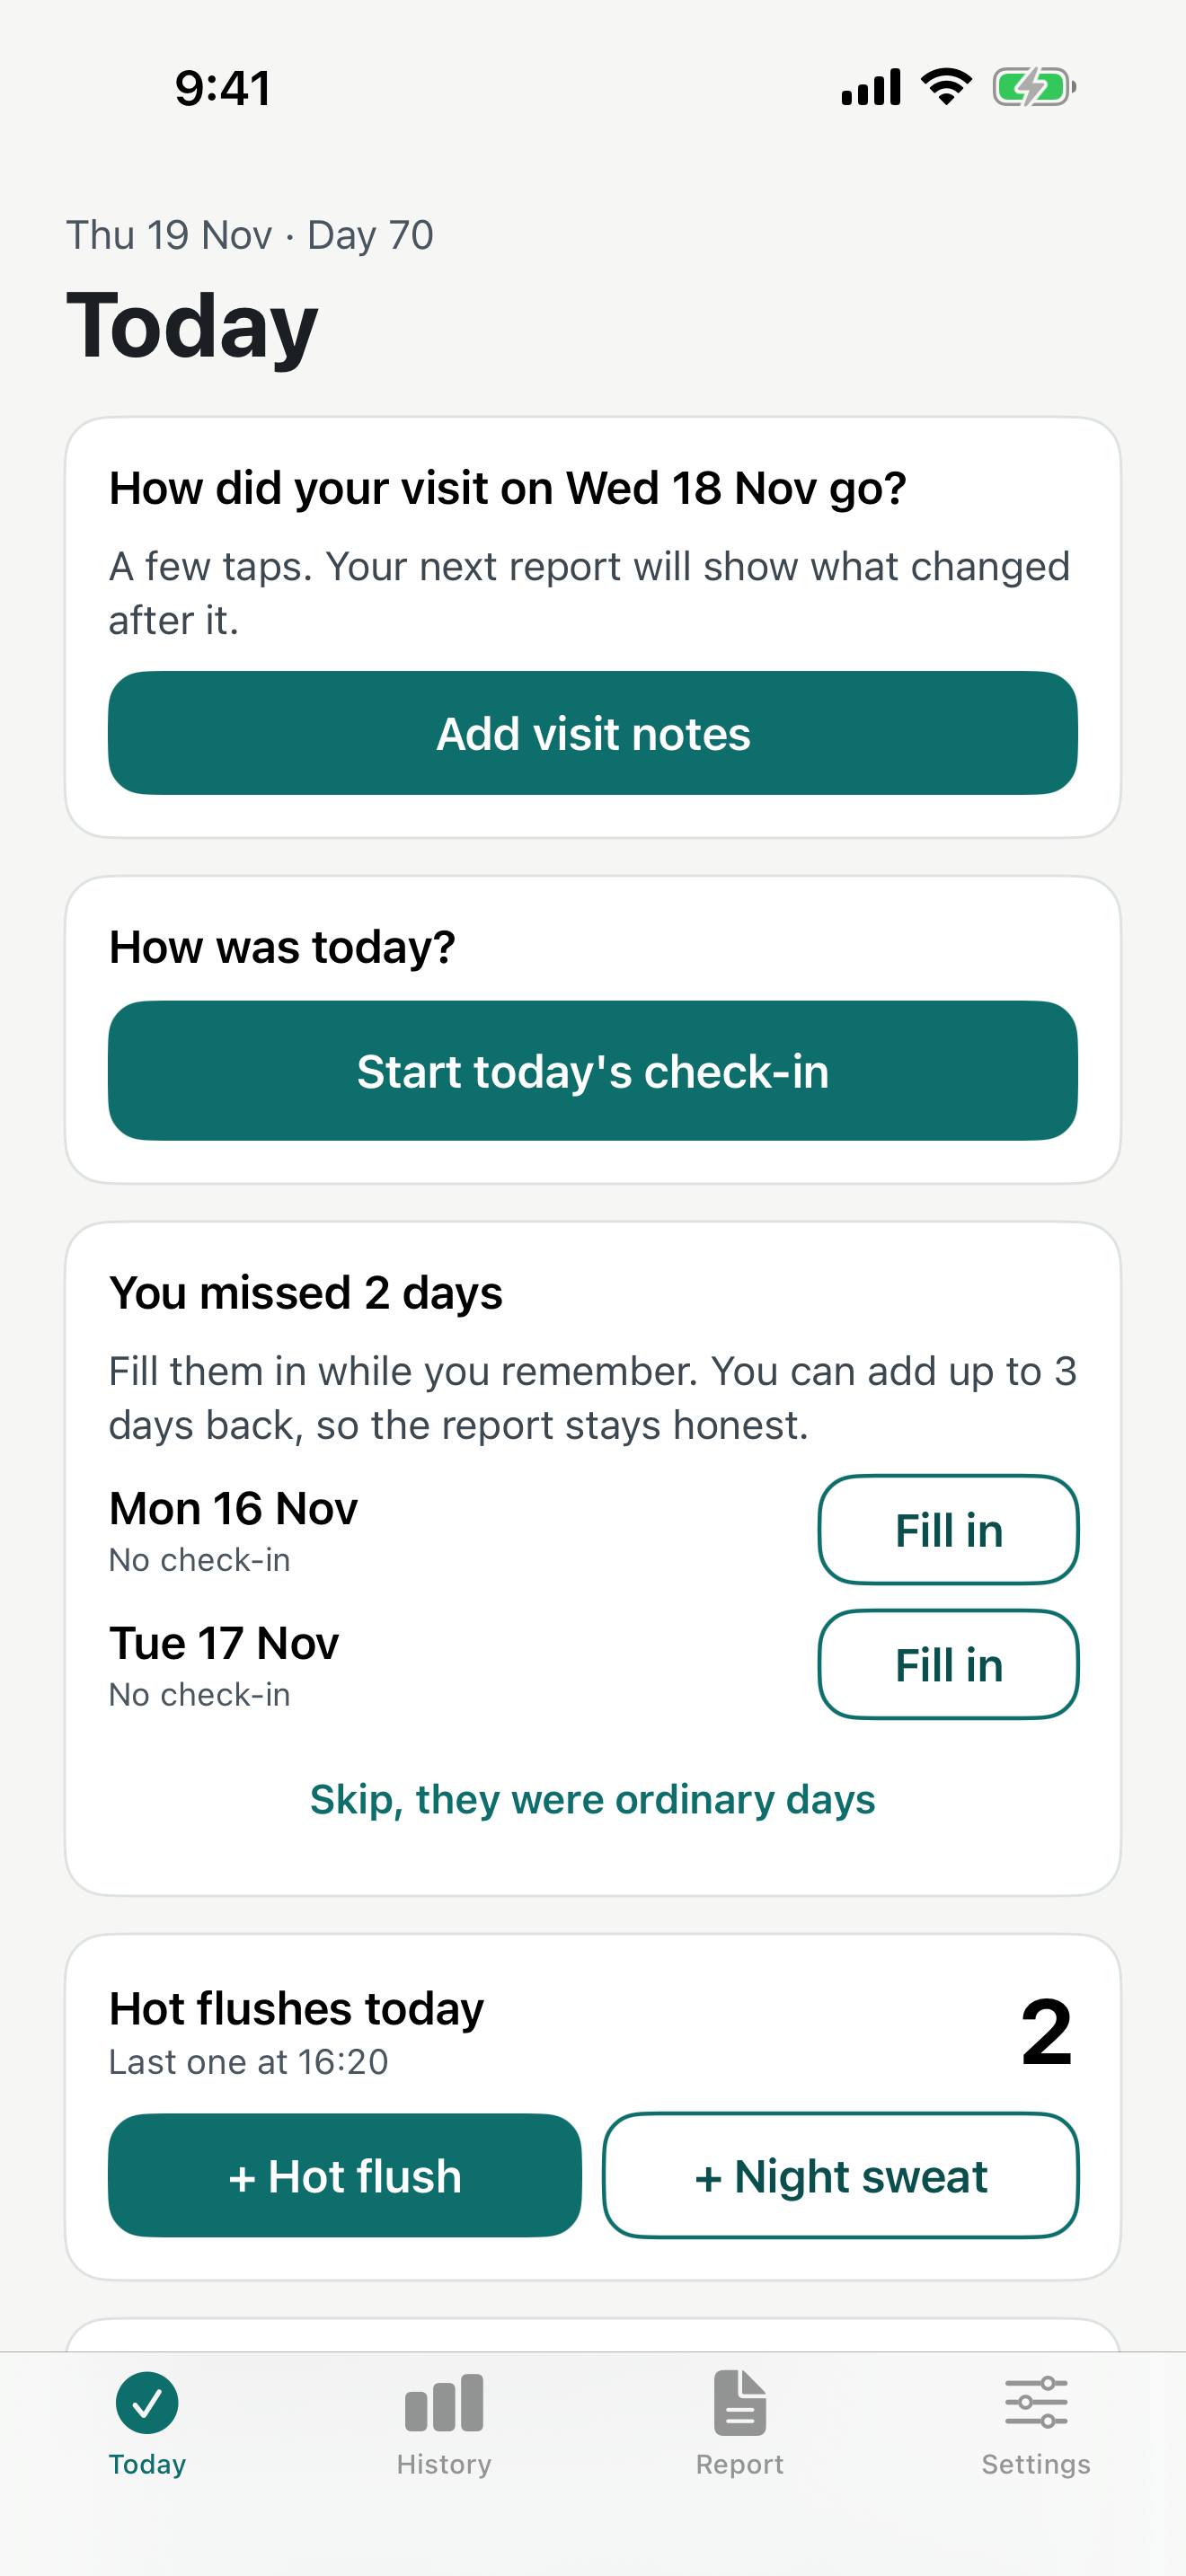 9:41
Thu 19 Nov · Day 70
Today
How did your visit on Wed 18 Nov go?
A few taps. Your next report will show what changed
after it.
Add visit notes
How was today?
Start today's check-in
You missed 2 days
Fill them in while you remember. You can add up to 3
days back, so the report stays honest.
Mon 16 Nov
No check-in
Fill in
Tue 17 Nov
No check-in
Fill in
Skip, they were ordinary days
Hot flushes today
Last one at 16:20
2
+ Hot flush
+ Night sweat
Today
History
Report
Settings